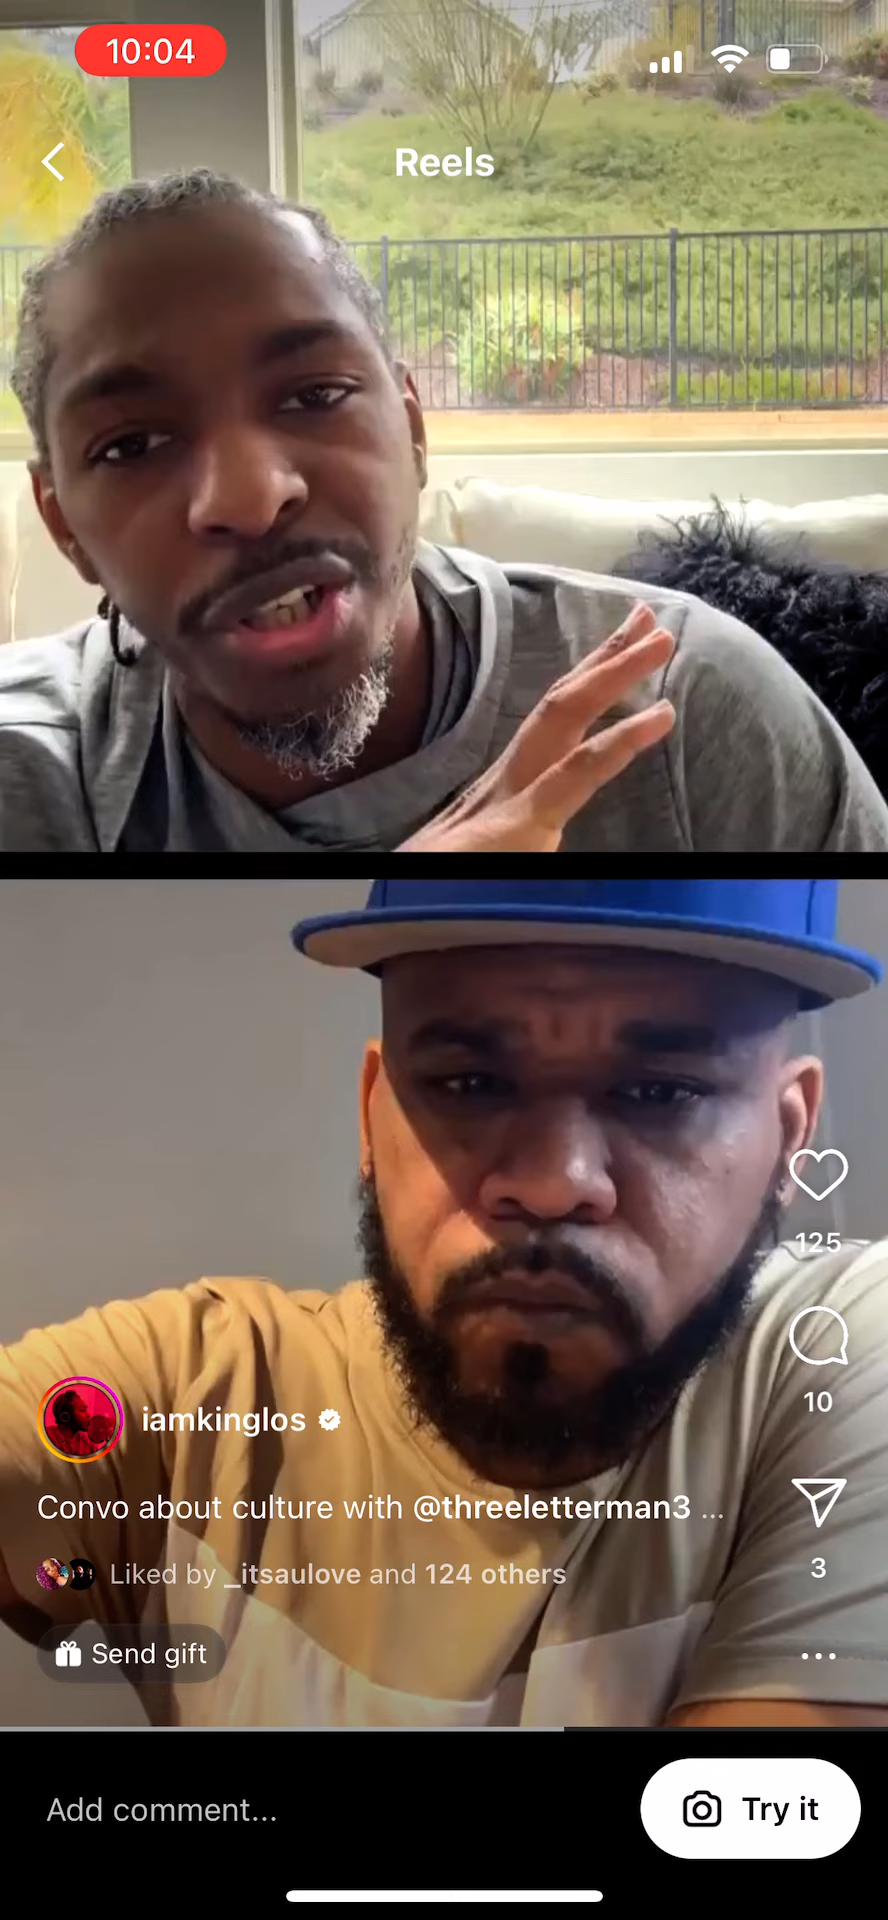 10:04
Reels
125
10
iamkinglos
Convo about culture with @threeletterman3 ...
3
Liked by _itsaulove and 124 others
Send gift
Add comment...
Try it